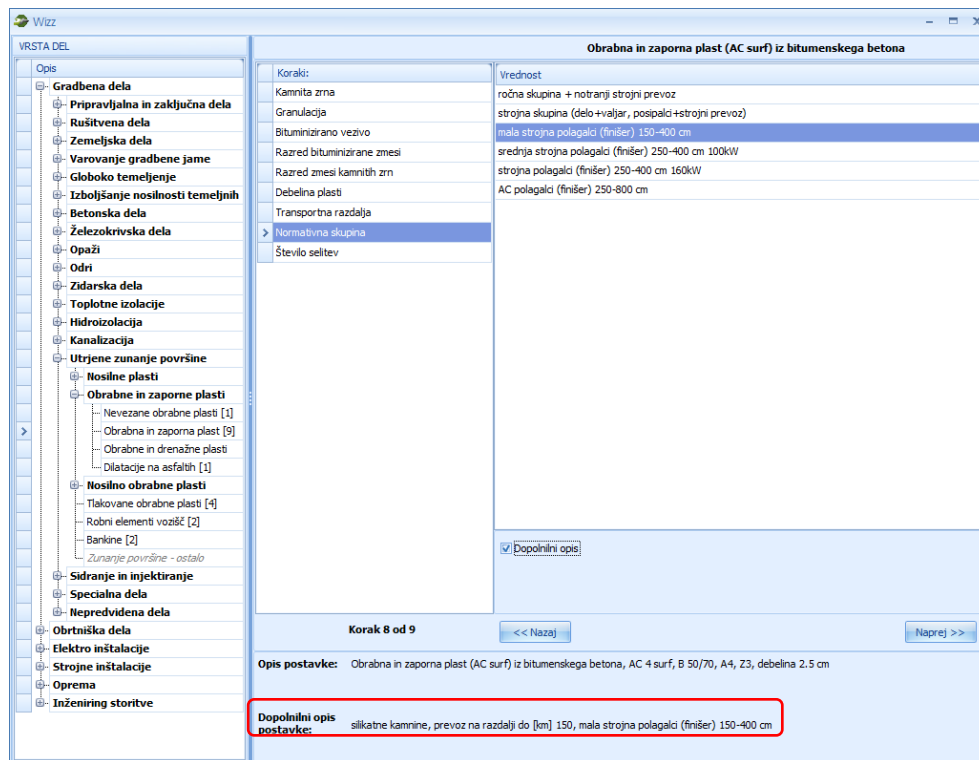 Wizz
VRSTA DEL
Opis
Gradbena dela
Pripravljalna in zaključna dela
Rušitvena dela
Zemeljska dela
Varovanje gradbene jame
Globoko temeljenje
Izboljšanje nosilnosti temeljnih
Betonska dela
Železokrivska dela
Opaži
Odri
Zidarska dela
Toplotne izolacije
Hidroizolacija
Kanalizacija
Utrjene zunanje površine
Nosilne plasti
Obrabne in zaporne plasti
Nevezane obrabne plasti [1]
Obrabna in zaporna plast [9]
Obrabne in drenažne plasti
Dilatacije na asfaltih [1]
Nosilno obrabne plasti
Tlakovane obrabne plasti [4]
Robni elementi vozišč [2]
Bankine [2]
Zunanje površine - ostalo
Sidranje in injektiranje
Specialna dela
Nepredvidena dela
Obrtniška dela
Elektro inštalacije
Strojne inštalacije
Oprema
Inženiring storitve
Obrabna in zaporna plast (AC surf) iz bitumenskega betona
Koraki:
Kamnita zrna
Granulacija
Bituminizirano vezivo
Razred bituminizirane zmesi
Razred zmesi kamnitih zrn
Debelina plasti
Transportna razdalja
Normativna skupina
Število selitev
Vrednost
ročna skupina + notranji strojni prevoz
strojna skupina (delo+valjar, posipalci+strojni prevoz)
mala strojna polagalci (finišer) 150-400 cm
srednja strojna polagalci (finišer) 250-400 cm 100kW
strojna polagalci (finišer) 250-400 cm 160kW
AC polagalci (finišer) 250-800 cm
Dopolnilni opis
Korak 8 od 9
<< Nazaj
Naprej >>
Opis postavke: Obrabna in zaporna plast (AC surf) iz bitumenskega betona, AC 4 surf, B 50/70, A4, Z3, debelina 2.5 cm
Dopolnilni opis
postavke: silikatne kamnine, prevoz na razdalji do [km] 150, mala strojna polagalci (finišer) 150-400 cm